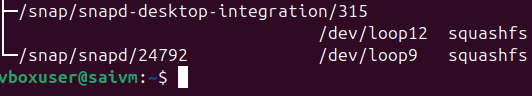 ├─/snap/snapd-desktop-integration/315
│ /dev/loop12 squashfs
└─/snap/snapd/24792 /dev/loop9 squashfs
vboxuser@saivm:~$